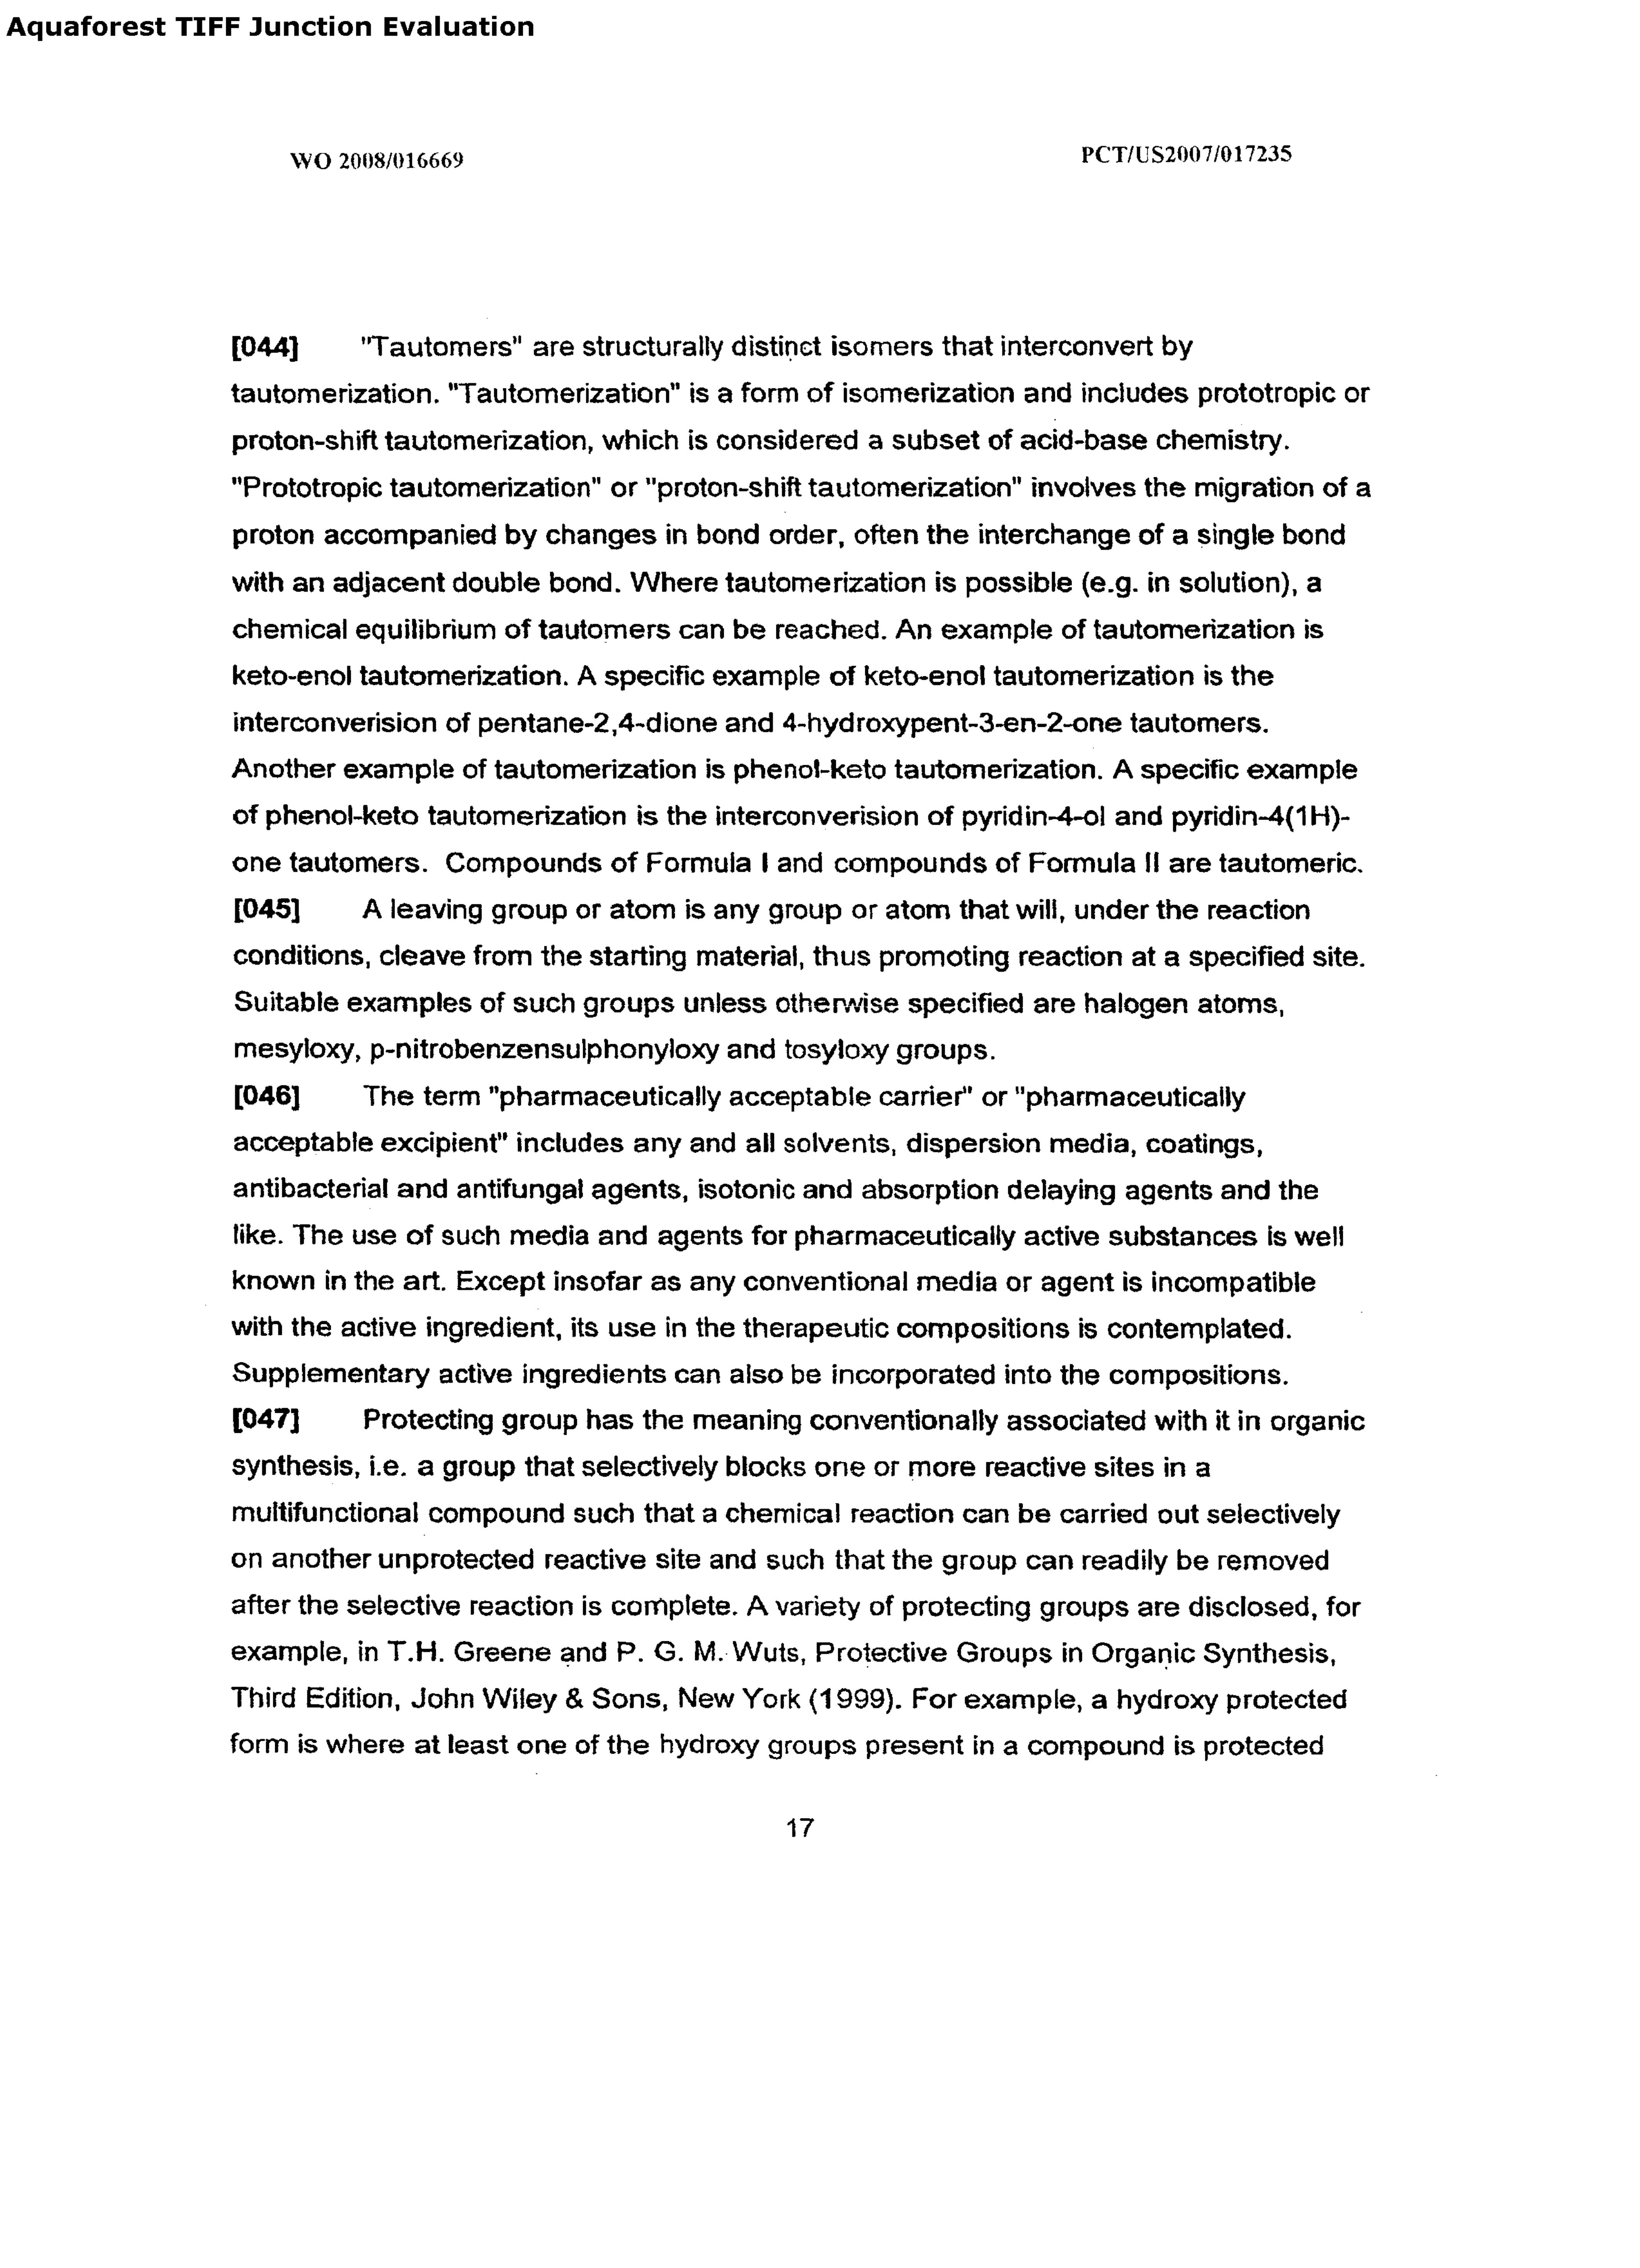 Aquaforest TIFF Junction Evaluation
WO 2008/016669
PCT/US2007/017235
[044] "Tautomers" are structurally distinct isomers that interconvert by
tautomerization. "Tautomerization" is a form of isomerization and includes prototropic or
proton-shift tautomerization, which is considered a subset of acid-base chemistry.
"Prototropic tautomerization" or "proton-shift tautomerization" involves the migration of a
proton accompanied by changes in bond order, often the interchange of a single bond
with an adjacent double bond. Where tautomerization is possible (e.g. in solution), a
chemical equilibrium of tautomers can be reached. An example of tautomerization is
keto-enol tautomerization. A specific example of keto-enol tautomerization is the
interconverision of pentane-2,4-dione and 4-hydroxypent-3-en-2-one tautomers.
Another example of tautomerization is phenol-keto tautomerization. A specific example
of phenol-keto tautomerization is the interconverision of pyridin-4-ol and pyridin-4(1H)-
one tautomers. Compounds of Formula I and compounds of Formula II are tautomeric.
[045] A leaving group or atom is any group or atom that will, under the reaction
conditions, cleave from the starting material, thus promoting reaction at a specified site.
Suitable examples of such groups unless otherwise specified are halogen atoms,
mesyloxy, p-nitrobenzensulphonyloxy and tosyloxy groups.
[046] The term "pharmaceutically acceptable carrier" or "pharmaceutically
acceptable excipient" includes any and all solvents, dispersion media, coatings,
antibacterial and antifungal agents, isotonic and absorption delaying agents and the
like. The use of such media and agents for pharmaceutically active substances is well
known in the art. Except insofar as any conventional media or agent is incompatible
with the active ingredient, its use in the therapeutic compositions is contemplated.
Supplementary active ingredients can also be incorporated into the compositions.
[047] Protecting group has the meaning conventionally associated with it in organic
synthesis, i.e. a group that selectively blocks one or more reactive sites in a
multifunctional compound such that a chemical reaction can be carried out selectively
on another unprotected reactive site and such that the group can readily be removed
after the selective reaction is complete. A variety of protecting groups are disclosed, for
example, in T.H. Greene and P. G. M. Wuts, Protective Groups in Organic Synthesis,
Third Edition, John Wiley & Sons, New York (1999). For example, a hydroxy protected
form is where at least one of the hydroxy groups present in a compound is protected
17